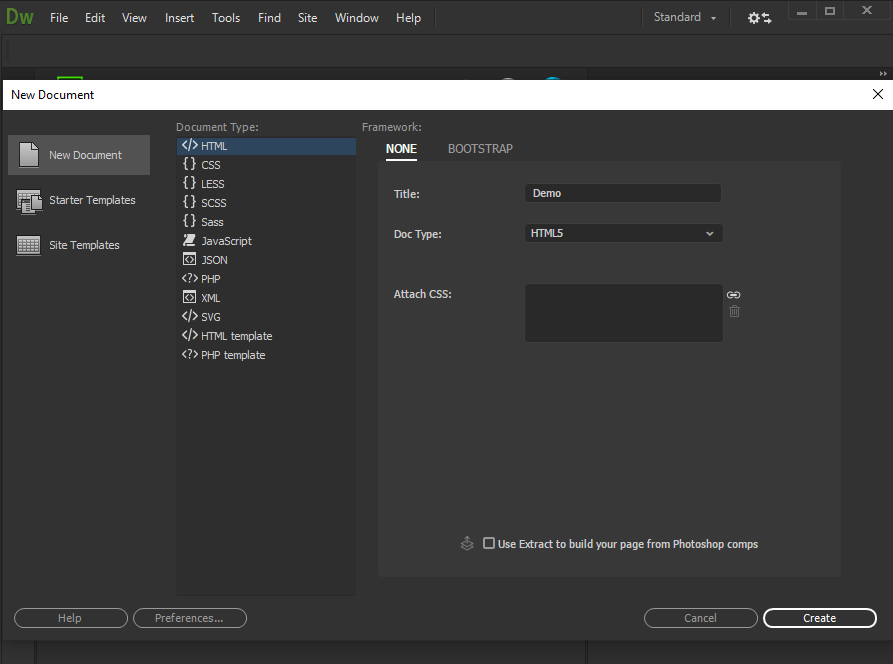 Dw File Edit View Insert Tools Find Site Window Help Standard
New Document
New Document
Starter Templates
Site Templates
Document Type:
HTML
CSS
LESS
SCSS
Sass
JavaScript
JSON
PHP
XML
SVG
HTML template
PHP template
Framework:
NONE BOOTSTRAP
Title: Demo
Doc Type: HTML5
Attach CSS:
Use Extract to build your page from Photoshop comps
Help Preferences... Cancel Create